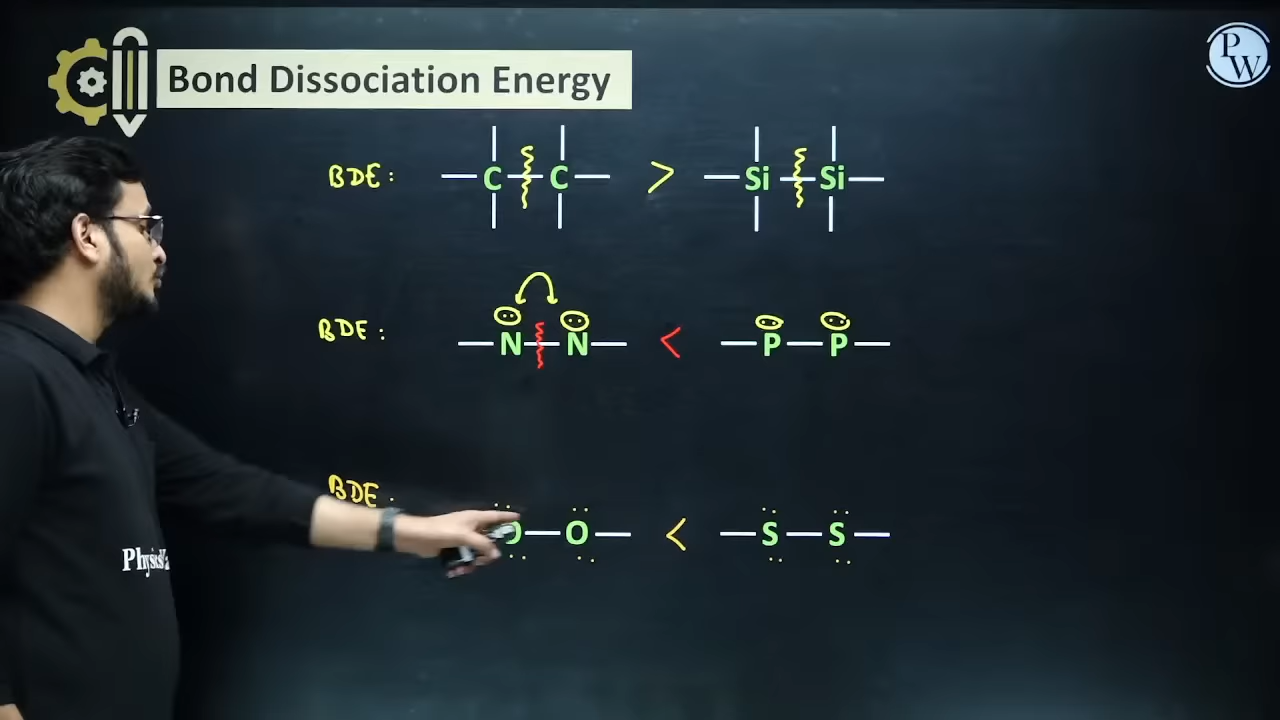 PW
Bond Dissociation Energy
BDE: C C > Si Si
BDE: N N < P P
BDE: O < S S